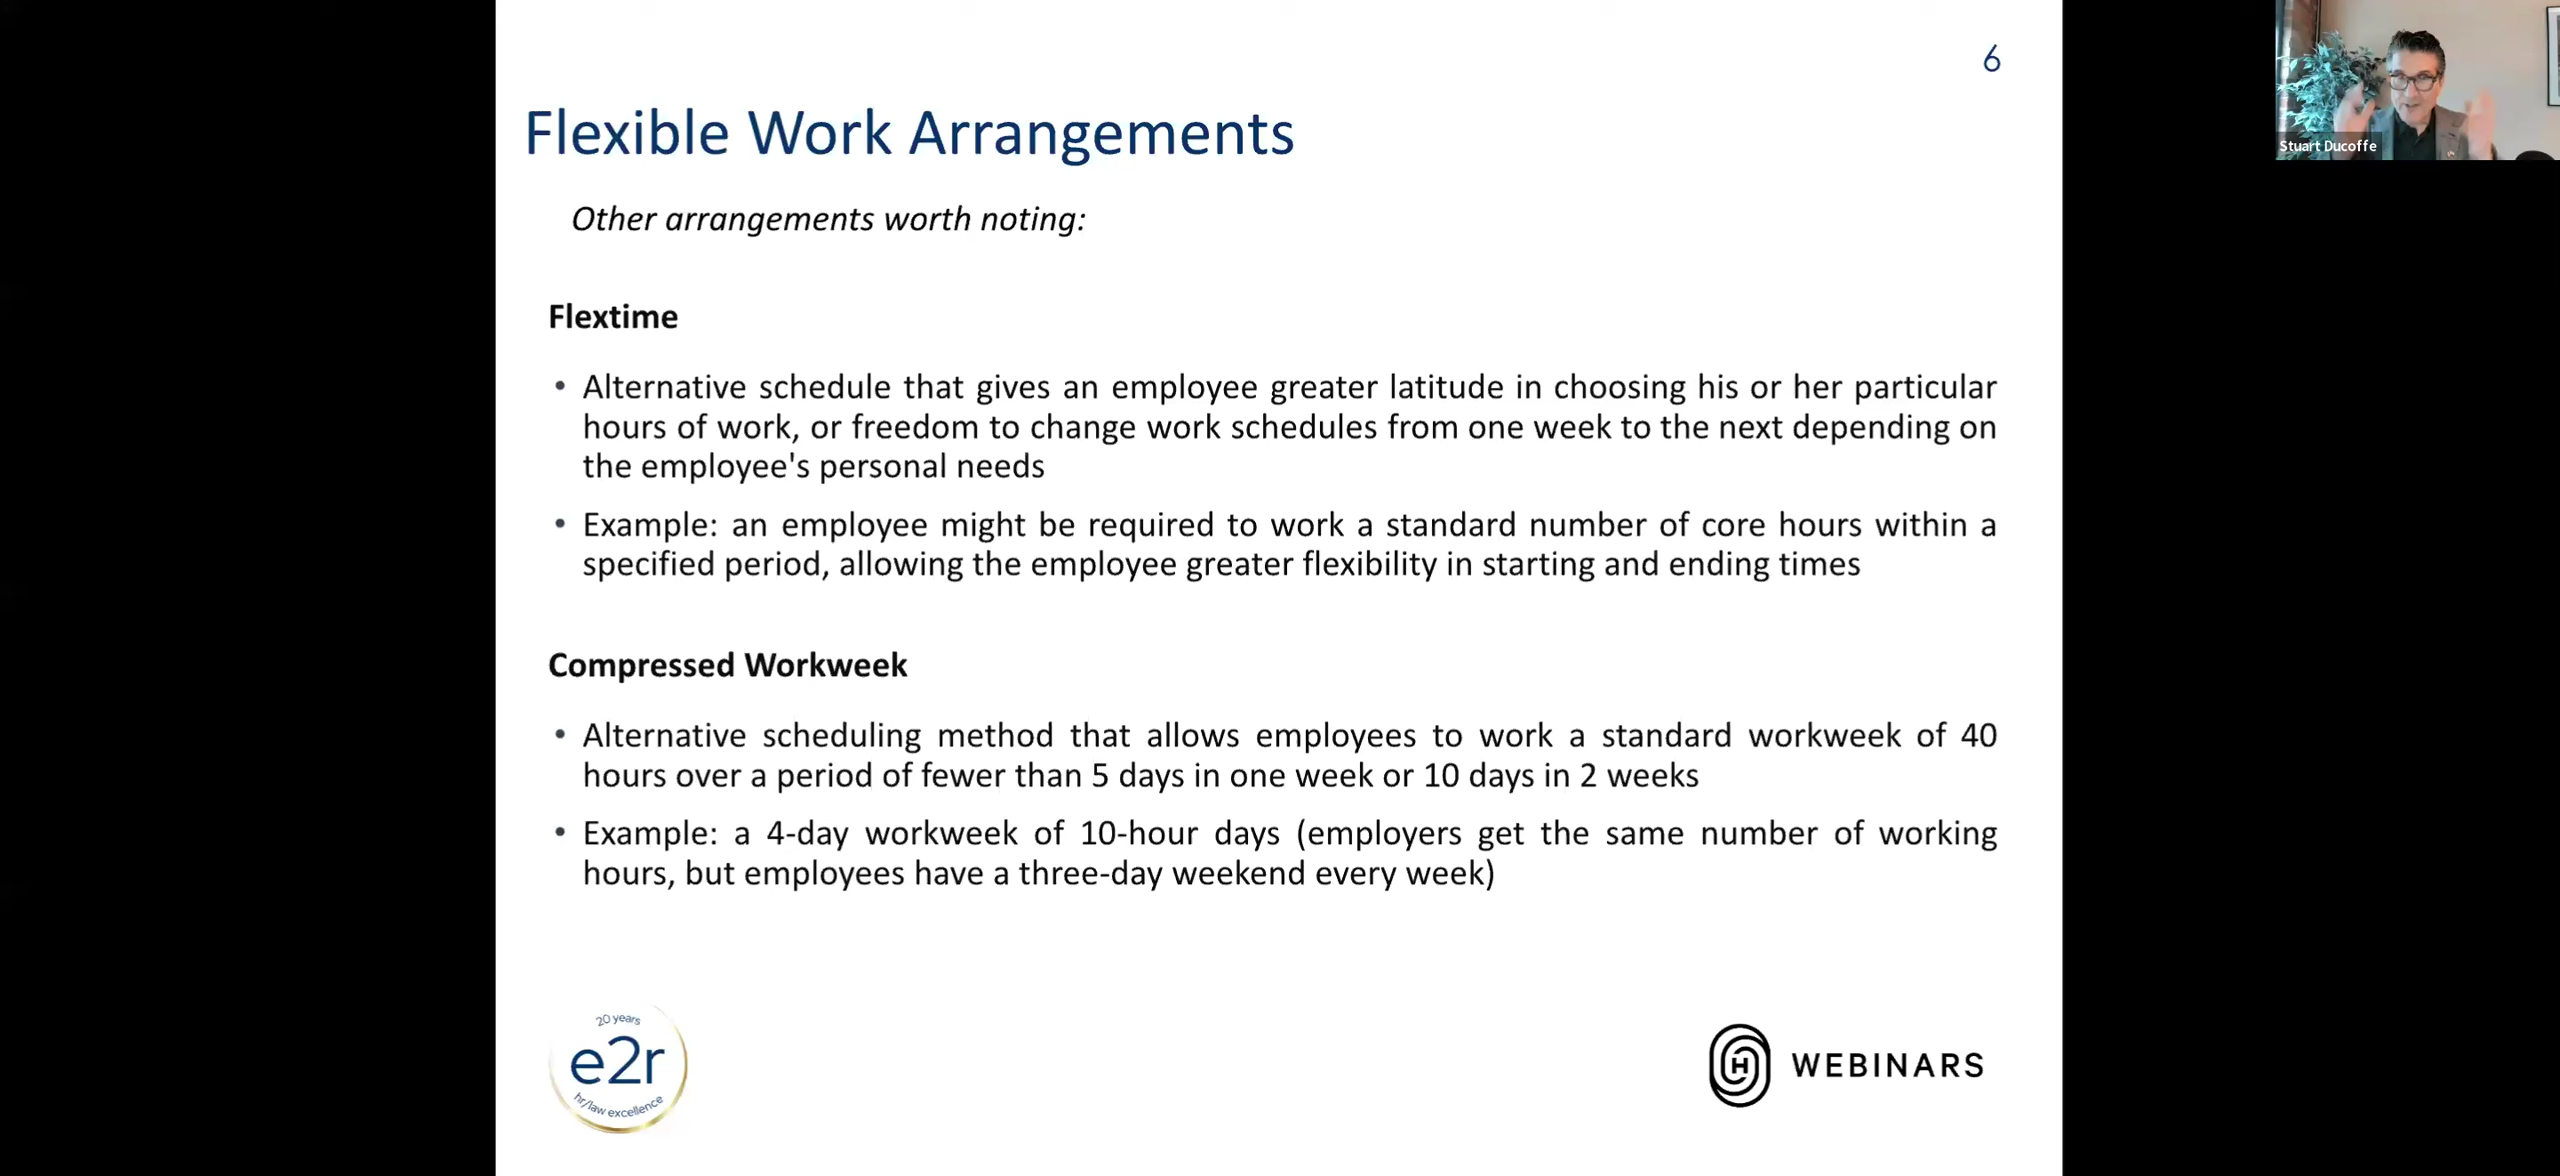 6
Stuart Ducoffe
Flexible Work Arrangements
Other arrangements worth noting:
Flextime
• Alternative schedule that gives an employee greater latitude in choosing his or her particular
hours of work, or freedom to change work schedules from one week to the next depending on
the employee's personal needs
• Example: an employee might be required to work a standard number of core hours within a
specified period, allowing the employee greater flexibility in starting and ending times
Compressed Workweek
• Alternative scheduling method that allows employees to work a standard workweek of 40
hours over a period of fewer than 5 days in one week or 10 days in 2 weeks
• Example: a 4-day workweek of 10-hour days (employers get the same number of working
hours, but employees have a three-day weekend every week)
20 years
e2r
hr/law excellence
H WEBINARS